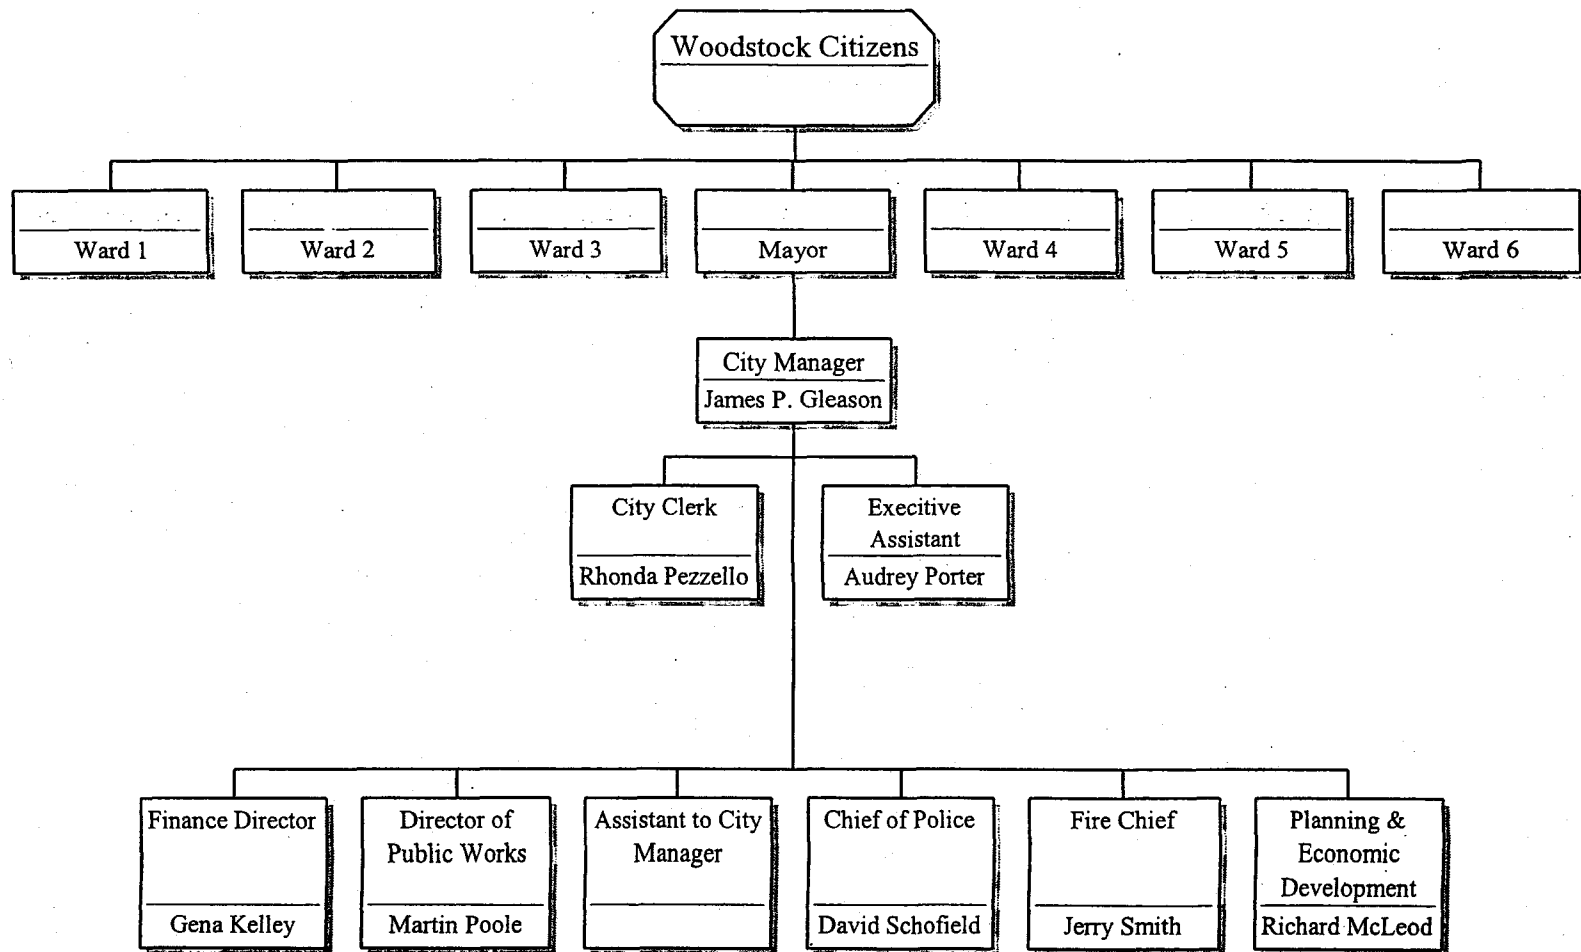 Woodstock Citizens
Ward 1
Ward 2
Ward 3
Mayor
Ward 4
Ward 5
Ward 6
City Manager
James P. Gleason
City Clerk
Rhonda Pezzello
Execitive
Assistant
Audrey Porter
Finance Director
Gena Kelley
Director of
Public Works
Martin Poole
Assistant to City
Manager
Chief of Police
David Schofield
Fire Chief
Jerry Smith
Planning &
Economic
Development
Richard McLeod